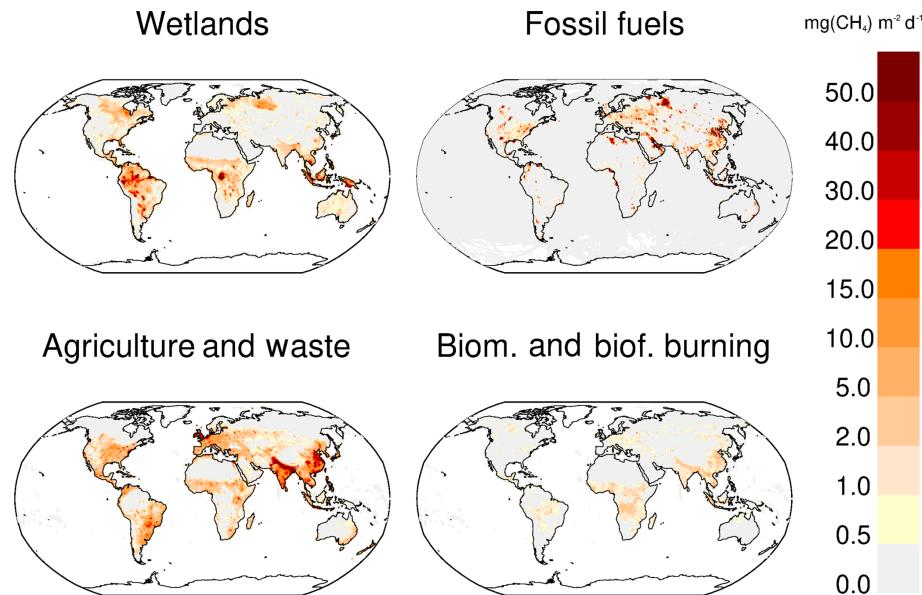 Wetlands
Fossil fuels
mg(CH₄) m⁻² d⁻¹
50.0
40.0
30.0
20.0
15.0
10.0
5.0
2.0
1.0
0.5
0.0
Agriculture and waste
Biom. and biof. burning